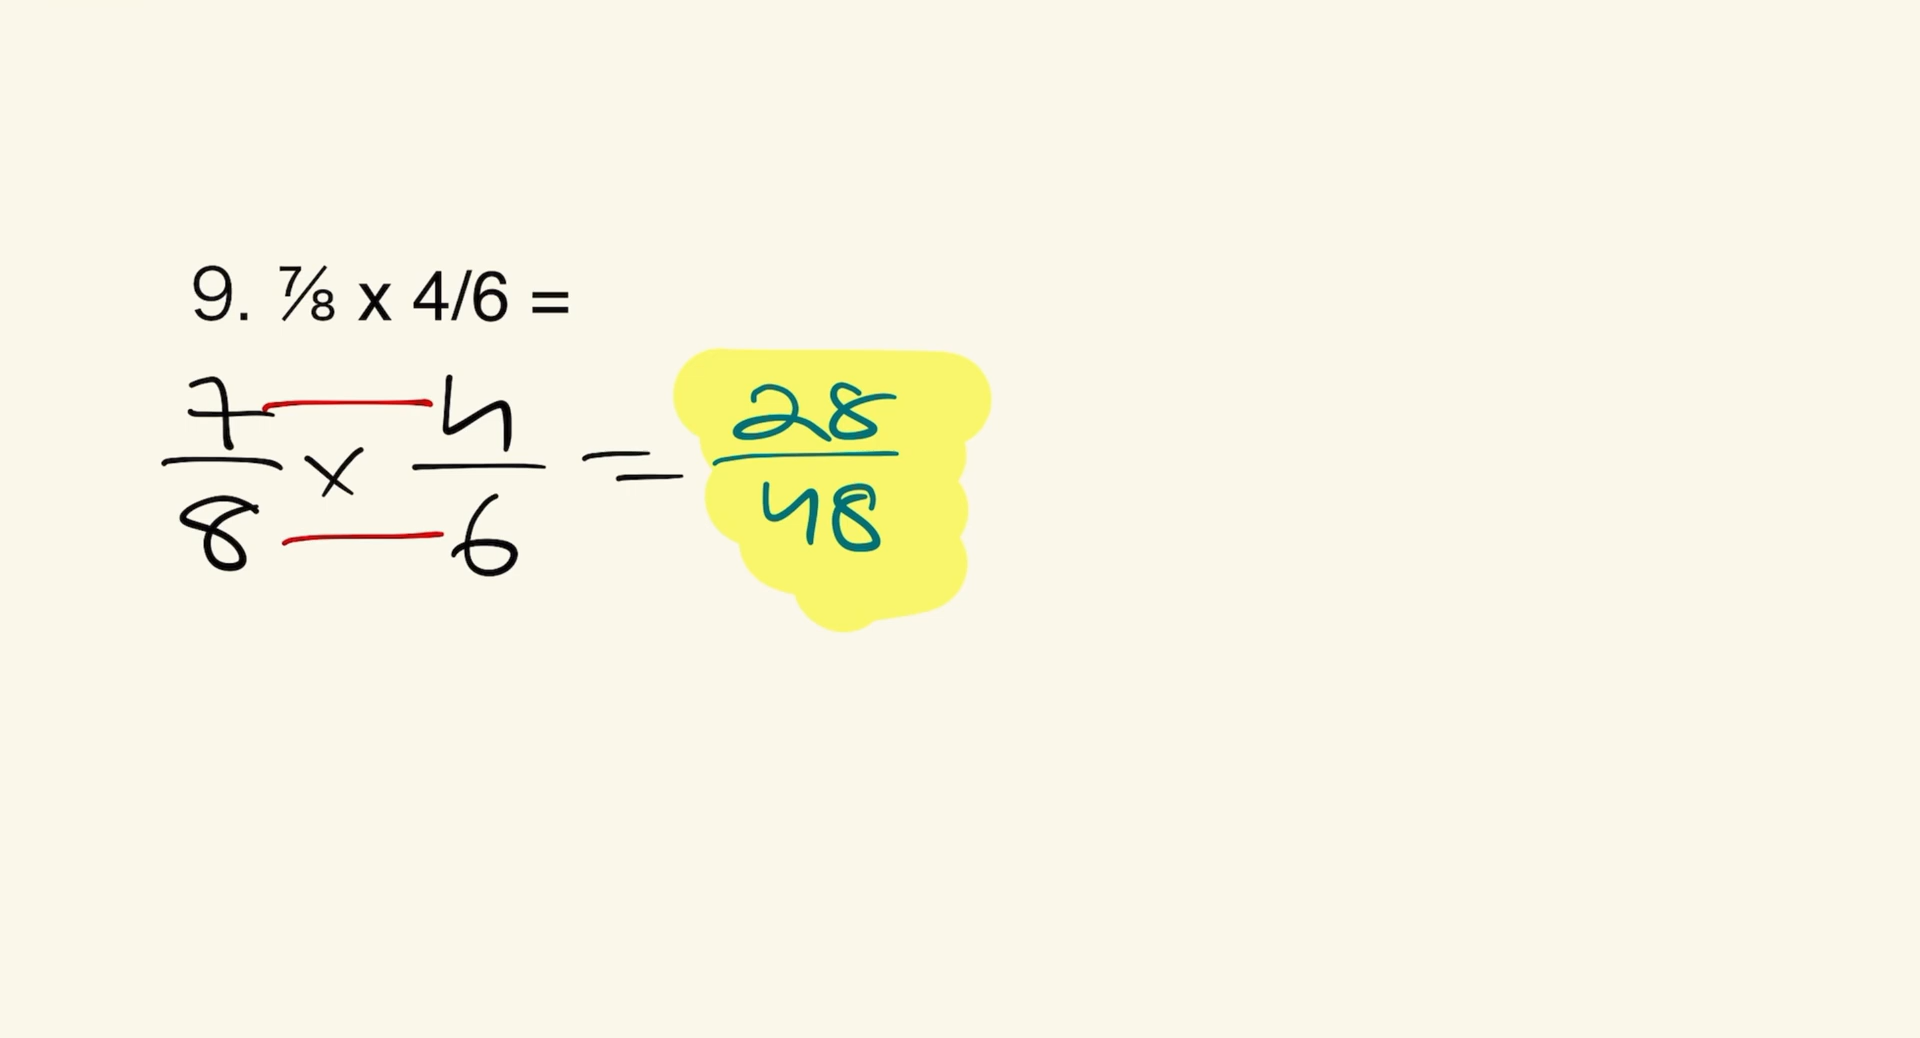 9. ⅞ x 4/6 =
7/8 × 4/6 = 28/48